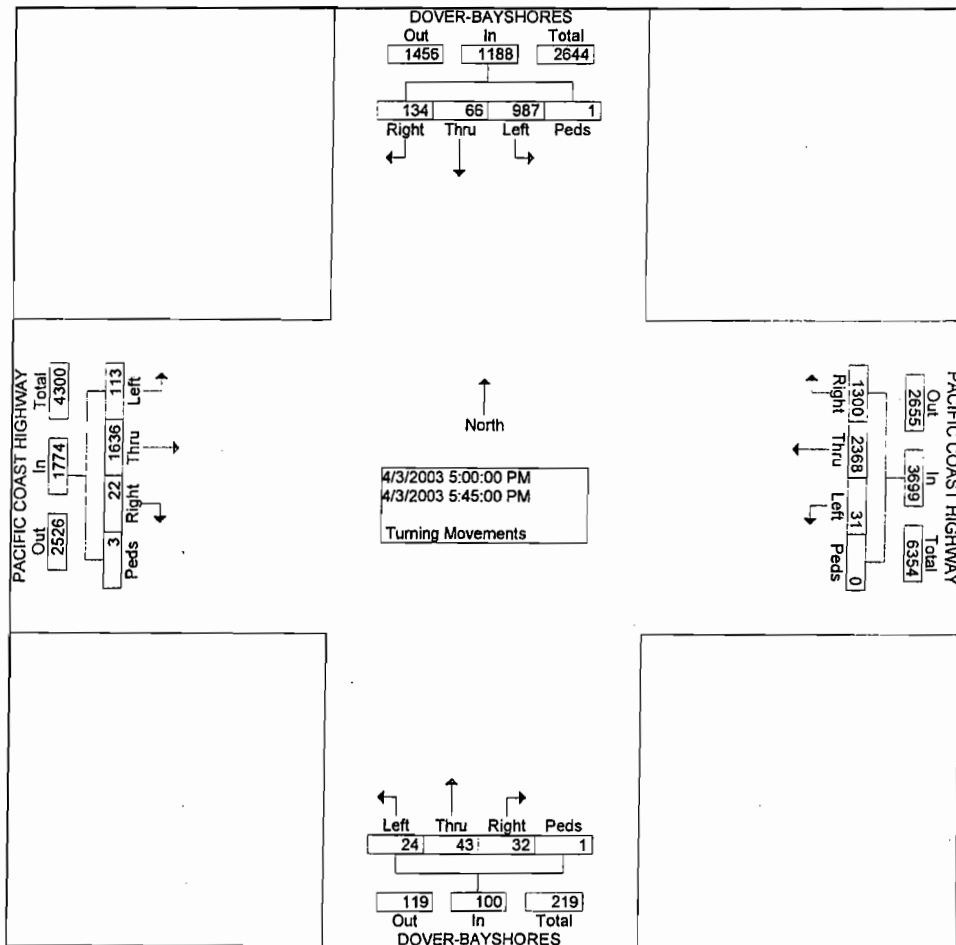 DOVER-BAYSHORES
Out In Total
1456 1188 2644
134 66 987 1
Right Thru Left Peds
PACIFIC COAST HIGHWAY
Total In Out
4300 1774 2526
113 1636 22 3
Left Thru Right Peds
North
4/3/2003 5:00:00 PM
4/3/2003 5:45:00 PM
Turning Movements
Right Thru Left Peds
1300 2368 31 0
2655 3699 6354
Out In Total
PACIFIC COAST HIGHWAY
Left Thru Right Peds
24 43 32 1
119 100 219
Out In Total
DOVER-BAYSHORES